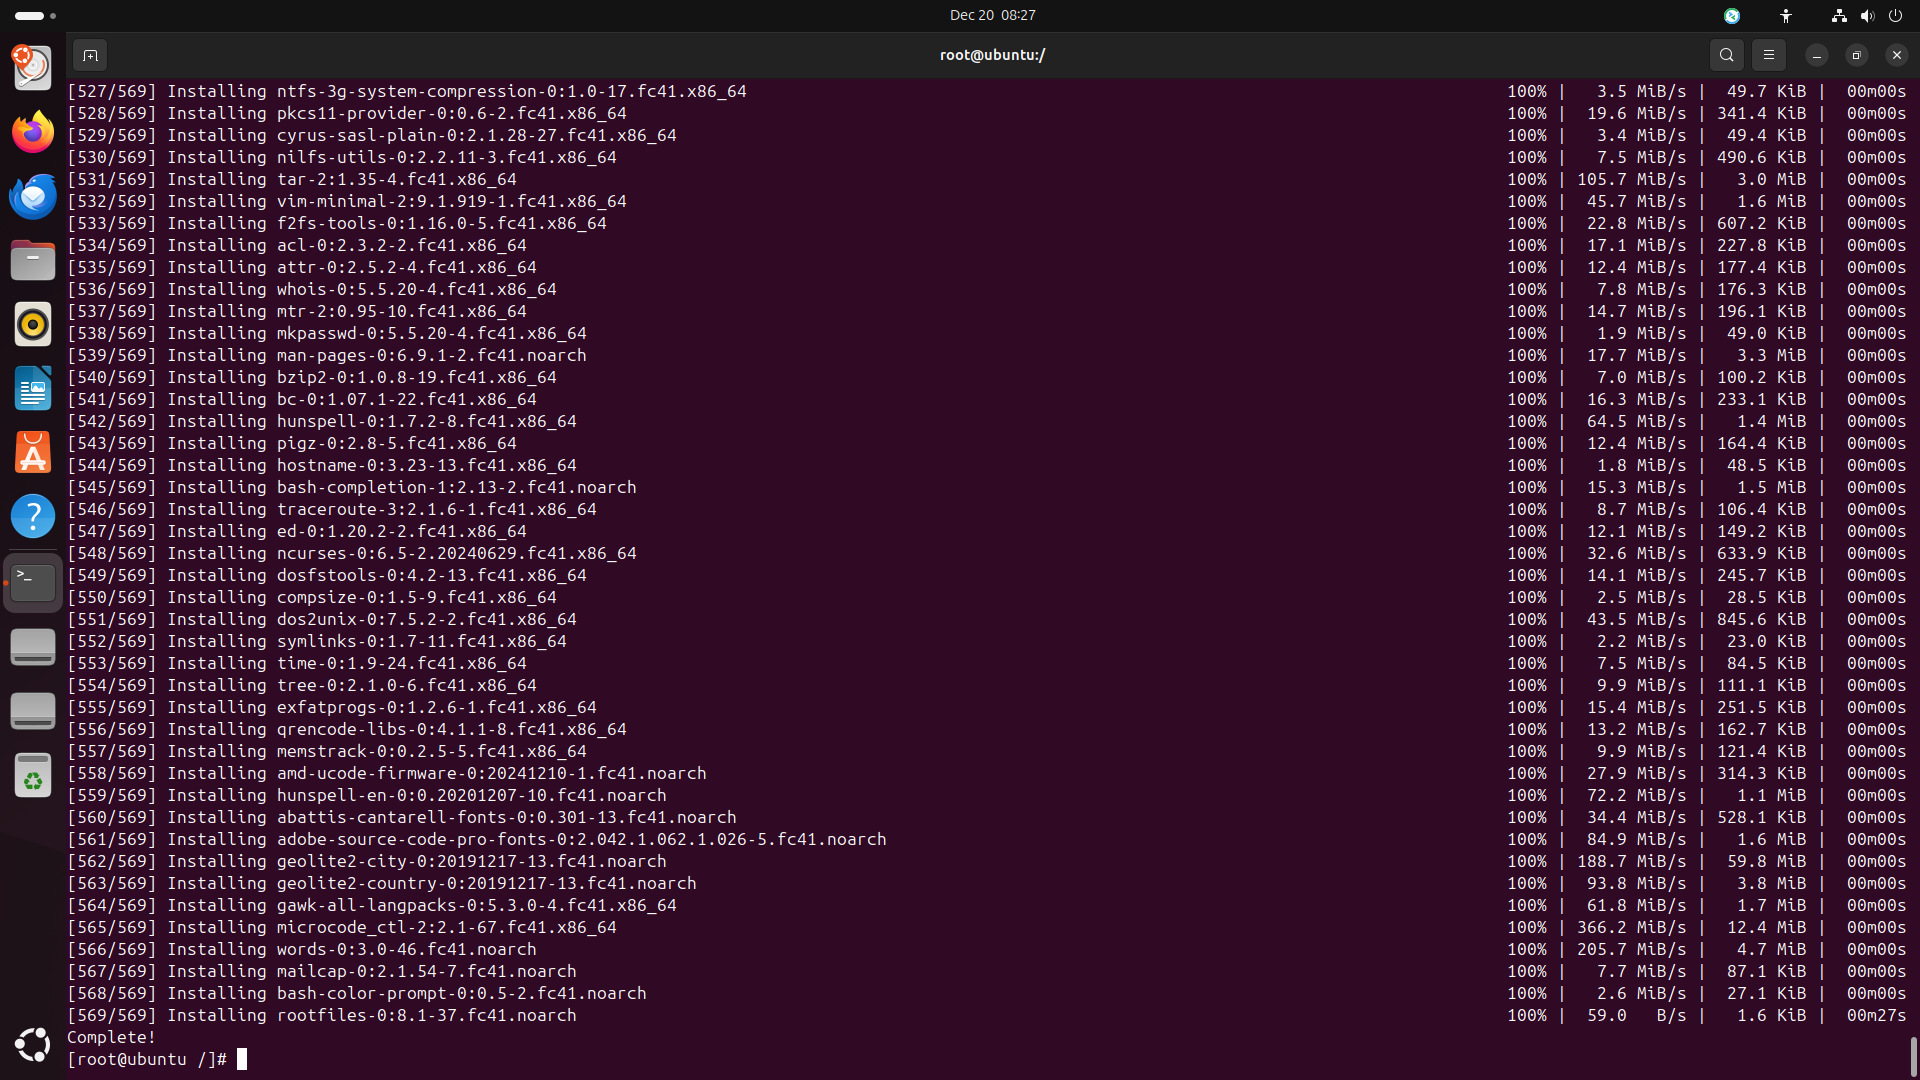 Dec 20 08:27
root@ubuntu:/
[527/569] Installing ntfs-3g-system-compression-0:1.0-17.fc41.x86_64 100% | 3.5 MiB/s | 49.7 KiB | 00m00s
[528/569] Installing pkcs11-provider-0:0.6-2.fc41.x86_64 100% | 19.6 MiB/s | 341.4 KiB | 00m00s
[529/569] Installing cyrus-sasl-plain-0:2.1.28-27.fc41.x86_64 100% | 3.4 MiB/s | 49.4 KiB | 00m00s
[530/569] Installing nilfs-utils-0:2.2.11-3.fc41.x86_64 100% | 7.5 MiB/s | 490.6 KiB | 00m00s
[531/569] Installing tar-2:1.35-4.fc41.x86_64 100% | 105.7 MiB/s | 3.0 MiB | 00m00s
[532/569] Installing vim-minimal-2:9.1.919-1.fc41.x86_64 100% | 45.7 MiB/s | 1.6 MiB | 00m00s
[533/569] Installing f2fs-tools-0:1.16.0-5.fc41.x86_64 100% | 22.8 MiB/s | 607.2 KiB | 00m00s
[534/569] Installing acl-0:2.3.2-2.fc41.x86_64 100% | 17.1 MiB/s | 227.8 KiB | 00m00s
[535/569] Installing attr-0:2.5.2-4.fc41.x86_64 100% | 12.4 MiB/s | 177.4 KiB | 00m00s
[536/569] Installing whois-0:5.5.20-4.fc41.x86_64 100% | 7.8 MiB/s | 176.3 KiB | 00m00s
[537/569] Installing mtr-2:0.95-10.fc41.x86_64 100% | 14.7 MiB/s | 196.1 KiB | 00m00s
[538/569] Installing mkpasswd-0:5.5.20-4.fc41.x86_64 100% | 1.9 MiB/s | 49.0 KiB | 00m00s
[539/569] Installing man-pages-0:6.9.1-2.fc41.noarch 100% | 17.7 MiB/s | 3.3 MiB | 00m00s
[540/569] Installing bzip2-0:1.0.8-19.fc41.x86_64 100% | 7.0 MiB/s | 100.2 KiB | 00m00s
[541/569] Installing bc-0:1.07.1-22.fc41.x86_64 100% | 16.3 MiB/s | 233.1 KiB | 00m00s
[542/569] Installing hunspell-0:1.7.2-8.fc41.x86_64 100% | 64.5 MiB/s | 1.4 MiB | 00m00s
[543/569] Installing pigz-0:2.8-5.fc41.x86_64 100% | 12.4 MiB/s | 164.4 KiB | 00m00s
[544/569] Installing hostname-0:3.23-13.fc41.x86_64 100% | 1.8 MiB/s | 48.5 KiB | 00m00s
[545/569] Installing bash-completion-1:2.13-2.fc41.noarch 100% | 15.3 MiB/s | 1.5 MiB | 00m00s
[546/569] Installing traceroute-3:2.1.6-1.fc41.x86_64 100% | 8.7 MiB/s | 106.4 KiB | 00m00s
[547/569] Installing ed-0:1.20.2-2.fc41.x86_64 100% | 12.1 MiB/s | 149.2 KiB | 00m00s
[548/569] Installing ncurses-0:6.5-2.20240629.fc41.x86_64 100% | 32.6 MiB/s | 633.9 KiB | 00m00s
[549/569] Installing dosfstools-0:4.2-13.fc41.x86_64 100% | 14.1 MiB/s | 245.7 KiB | 00m00s
[550/569] Installing compsize-0:1.5-9.fc41.x86_64 100% | 2.5 MiB/s | 28.5 KiB | 00m00s
[551/569] Installing dos2unix-0:7.5.2-2.fc41.x86_64 100% | 43.5 MiB/s | 845.6 KiB | 00m00s
[552/569] Installing symlinks-0:1.7-11.fc41.x86_64 100% | 2.2 MiB/s | 23.0 KiB | 00m00s
[553/569] Installing time-0:1.9-24.fc41.x86_64 100% | 7.5 MiB/s | 84.5 KiB | 00m00s
[554/569] Installing tree-0:2.1.0-6.fc41.x86_64 100% | 9.9 MiB/s | 111.1 KiB | 00m00s
[555/569] Installing exfatprogs-0:1.2.6-1.fc41.x86_64 100% | 15.4 MiB/s | 251.5 KiB | 00m00s
[556/569] Installing qrencode-libs-0:4.1.1-8.fc41.x86_64 100% | 13.2 MiB/s | 162.7 KiB | 00m00s
[557/569] Installing memstrack-0:0.2.5-5.fc41.x86_64 100% | 9.9 MiB/s | 121.4 KiB | 00m00s
[558/569] Installing amd-ucode-firmware-0:20241210-1.fc41.noarch 100% | 27.9 MiB/s | 314.3 KiB | 00m00s
[559/569] Installing hunspell-en-0:0.20201207-10.fc41.noarch 100% | 72.2 MiB/s | 1.1 MiB | 00m00s
[560/569] Installing abattis-cantarell-fonts-0:0.301-13.fc41.noarch 100% | 34.4 MiB/s | 528.1 KiB | 00m00s
[561/569] Installing adobe-source-code-pro-fonts-0:2.042.1.062.1.026-5.fc41.noarch 100% | 84.9 MiB/s | 1.6 MiB | 00m00s
[562/569] Installing geolite2-city-0:20191217-13.fc41.noarch 100% | 188.7 MiB/s | 59.8 MiB | 00m00s
[563/569] Installing geolite2-country-0:20191217-13.fc41.noarch 100% | 93.8 MiB/s | 3.8 MiB | 00m00s
[564/569] Installing gawk-all-langpacks-0:5.3.0-4.fc41.x86_64 100% | 61.8 MiB/s | 1.7 MiB | 00m00s
[565/569] Installing microcode_ctl-2:2.1-67.fc41.x86_64 100% | 366.2 MiB/s | 12.4 MiB | 00m00s
[566/569] Installing words-0:3.0-46.fc41.noarch 100% | 205.7 MiB/s | 4.7 MiB | 00m00s
[567/569] Installing mailcap-0:2.1.54-7.fc41.noarch 100% | 7.7 MiB/s | 87.1 KiB | 00m00s
[568/569] Installing bash-color-prompt-0:0.5-2.fc41.noarch 100% | 2.6 MiB/s | 27.1 KiB | 00m00s
[569/569] Installing rootfiles-0:8.1-37.fc41.noarch 100% | 59.0 B/s | 1.6 KiB | 00m27s
Complete!
[root@ubuntu /]#